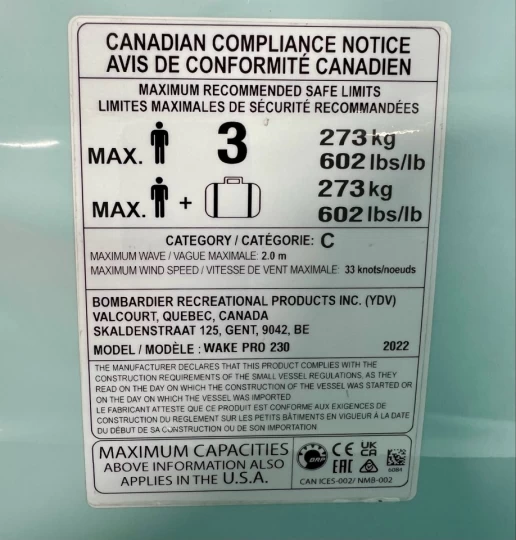 CANADIAN COMPLIANCE NOTICE
AVIS DE CONFORMITÉ CANADIEN
MAXIMUM RECOMMENDED SAFE LIMITS
LIMITES MAXIMALES DE SÉCURITÉ RECOMMANDÉES
MAX. 3 273 kg
602 lbs/lb
MAX. + 273 kg
602 lbs/lb
CATEGORY / CATÉGORIE: C
MAXIMUM WAVE / VAGUE MAXIMALE: 2.0 m
MAXIMUM WIND SPEED / VITESSE DE VENT MAXIMALE: 33 knots/noeuds
BOMBARDIER RECREATIONAL PRODUCTS INC. (YDV)
VALCOURT, QUEBEC, CANADA
SKALDENSTRAAT 125, GENT, 9042, BE
MODEL / MODÈLE : WAKE PRO 230 2022
THE MANUFACTURER DECLARES THAT THIS PRODUCT COMPLIES WITH THE
CONSTRUCTION REQUIREMENTS OF THE SMALL VESSEL REGULATIONS, AS THEY
READ ON THE DAY ON WHICH THE CONSTRUCTION OF THE VESSEL WAS STARTED OR
ON THE DAY ON WHICH THE VESSEL WAS IMPORTED
LE FABRICANT ATTESTE QUE CE PRODUIT EST CONFORME AUX EXIGENCES DE
CONSTRUCTION DU REGLEMENT SUR LES PETITS BÂTIMENTS EN VIGUEUR À LA DATE
DU DÉBUT DE SA CONSTRUCTION OU DE SON IMPORTATION
MAXIMUM CAPACITIES
ABOVE INFORMATION ALSO
APPLIES IN THE U.S.A.
BRP CE UK CA
EAC
CAN ICES-002/ NMB-002